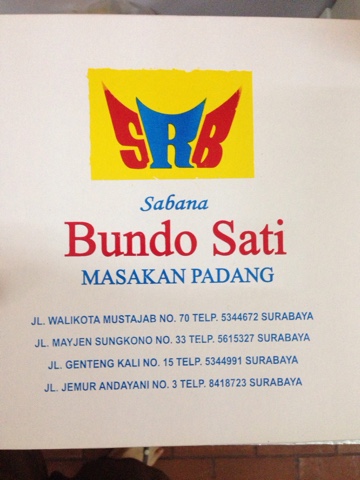 SRB
Sabana
Bundo Sati
MASAKAN PADANG
JL. WALIKOTA MUSTAJAB NO. 70 TELP. 5344672 SURABAYA
JL. MAYJEN SUNGKONO NO. 33 TELP. 5615327 SURABAYA
JL. GENTENG KALI NO. 15 TELP. 5344991 SURABAYA
JL. JEMUR ANDAYANI NO. 3 TELP. 8418723 SURABAYA